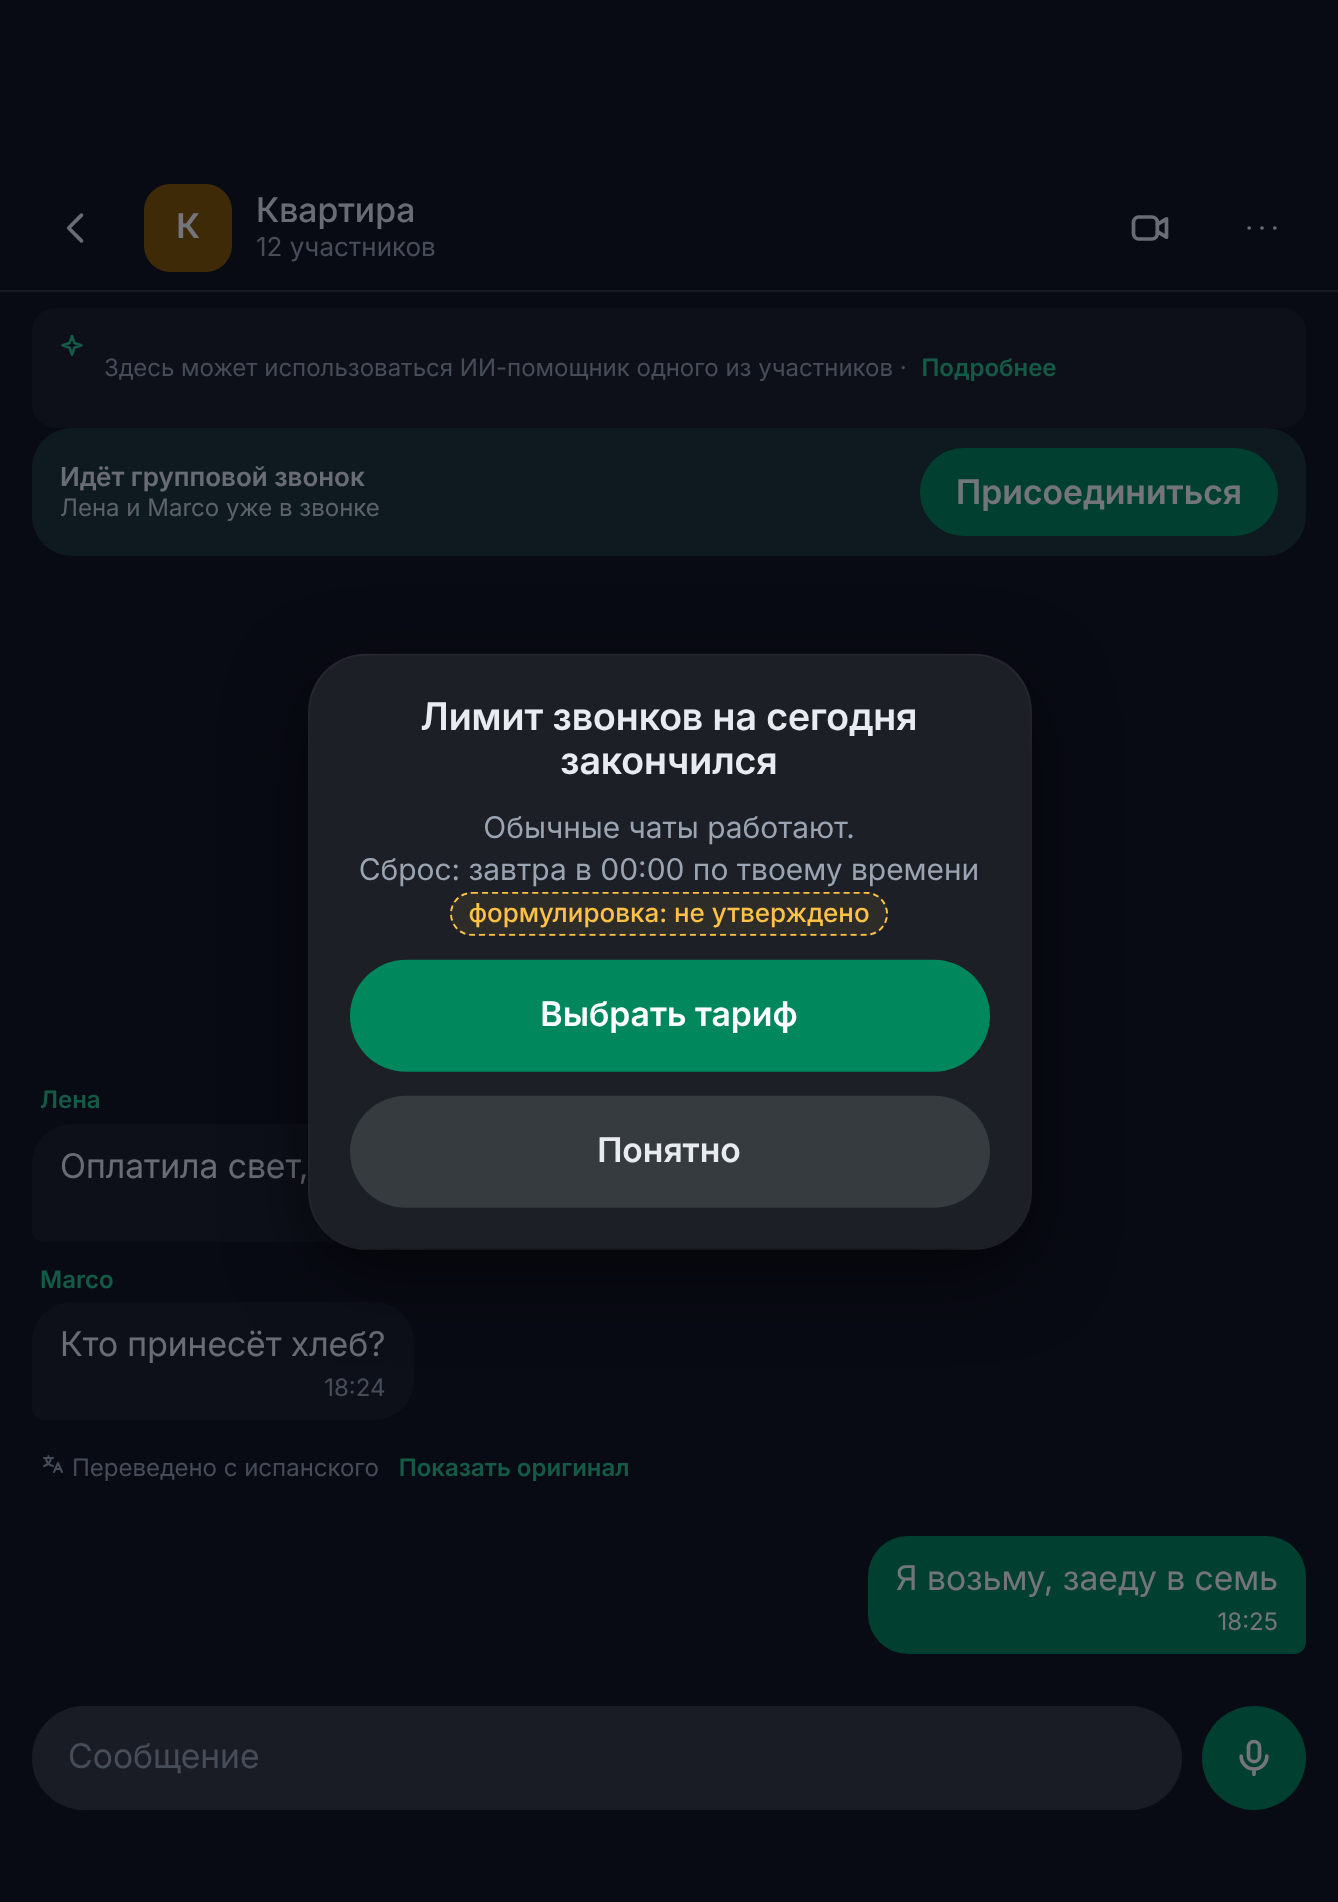 К
Квартира
12 участников
Здесь может использоваться ИИ-помощник одного из участников · Подробнее
Идёт групповой звонок
Лена и Marco уже в звонке
Присоединиться
Лимит звонков на сегодня
закончился
Обычные чаты работают.
Сброс: завтра в 00:00 по твоему времени
формулировка: не утверждено
Выбрать тариф
Понятно
Лена
Оплатила свет,
Marco
Кто принесёт хлеб?
18:24
Переведено с испанского Показать оригинал
Я возьму, заеду в семь
18:25
Сообщение